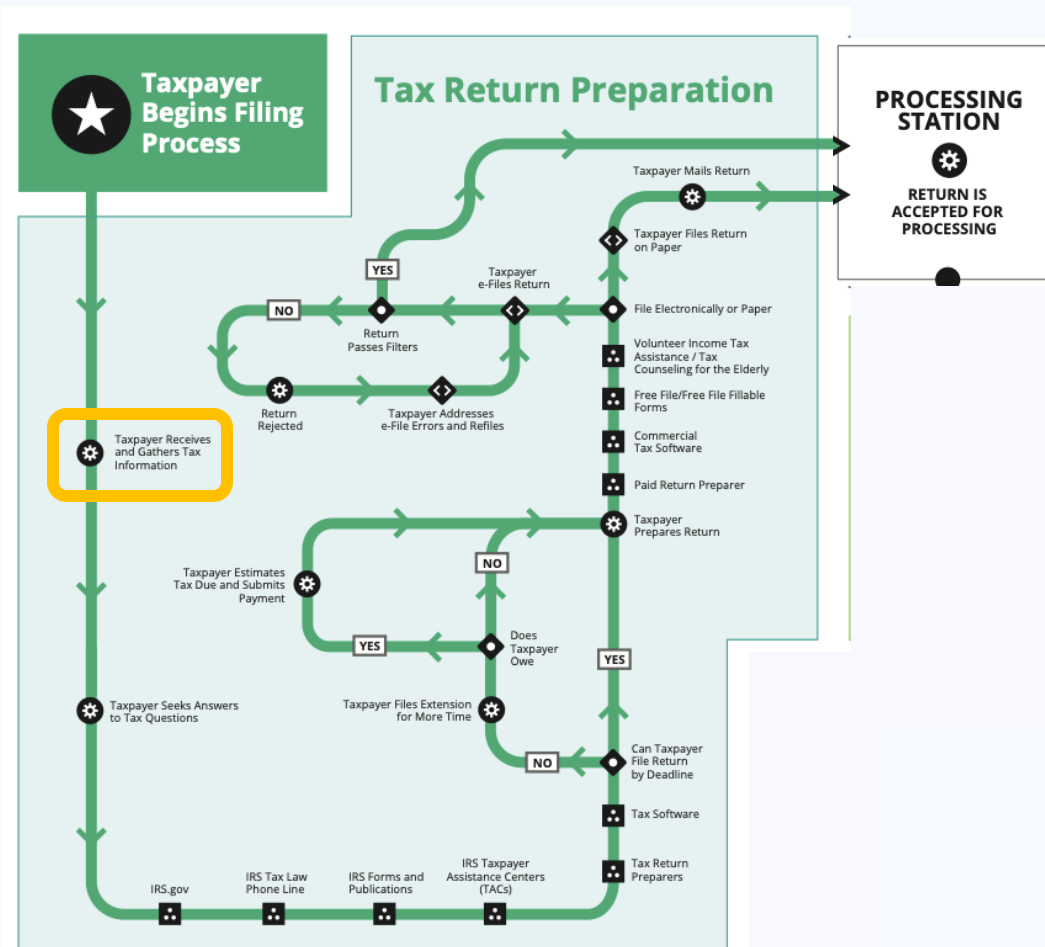 Taxpayer
Begins Filing
Process
Tax Return Preparation
PROCESSING
STATION
RETURN IS
ACCEPTED FOR
PROCESSING
Taxpayer Mails Return
Taxpayer Files Return
on Paper
YES
Taxpayer
e-Files Return
NO
File Electronically or Paper
Return
Passes Filters
Volunteer Income Tax
Assistance / Tax
Counseling for the Elderly
Free File/Free File Fillable
Forms
Return
Rejected
Taxpayer Addresses
e-File Errors and Refiles
Commercial
Tax Software
Taxpayer Receives
and Gathers Tax
Information
Paid Return Preparer
Taxpayer
Prepares Return
NO
Taxpayer Estimates
Tax Due and Submits
Payment
YES
Does
Taxpayer
Owe
YES
Taxpayer Seeks Answers
to Tax Questions
Taxpayer Files Extension
for More Time
NO
Can Taxpayer
File Return
by Deadline
Tax Software
Tax Return
Preparers
IRS.gov
IRS Tax Law
Phone Line
IRS Forms and
Publications
IRS Taxpayer
Assistance Centers
(TACs)